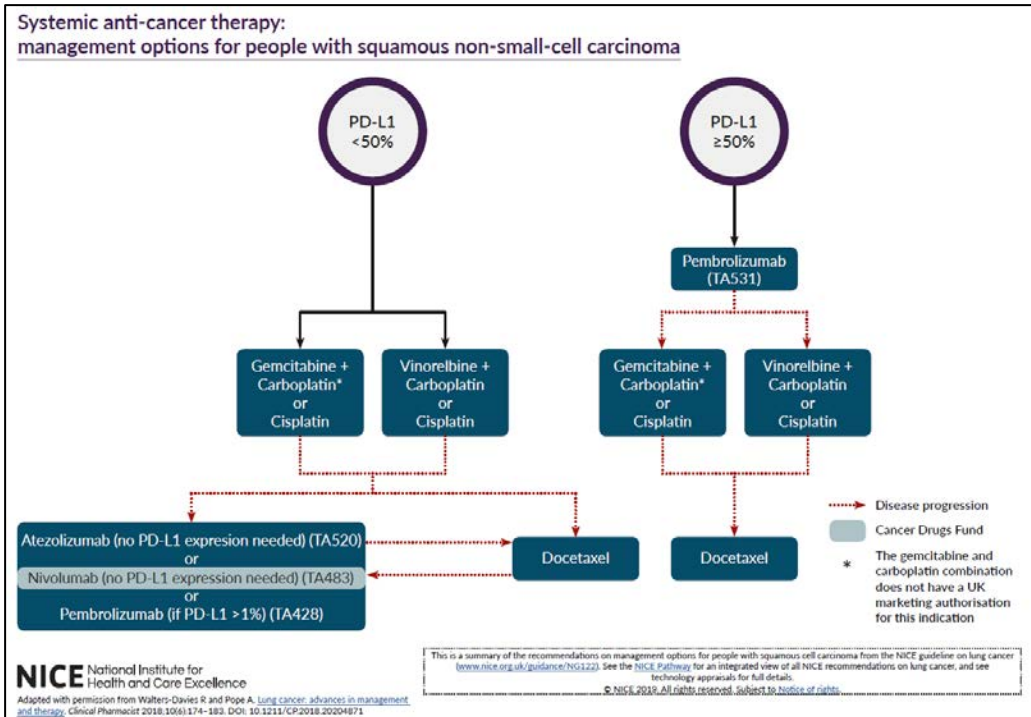 Systemic anti-cancer therapy:
management options for people with squamous non-small-cell carcinoma
PD-L1
<50%
PD-L1
≥50%
Pembrolizumab
(TA531)
Gemcitabine +
Carboplatin*
or
Cisplatin
Vinorelbine +
Carboplatin
or
Cisplatin
Gemcitabine +
Carboplatin*
or
Cisplatin
Vinorelbine +
Carboplatin
or
Cisplatin
Atezolizumab (no PD-L1 expresion needed) (TA520)
or
Nivolumab (no PD-L1 expression needed) (TA483)
or
Pembrolizumab (if PD-L1 >1%) (TA428)
Docetaxel
Docetaxel
Disease progression
Cancer Drugs Fund
* The gemcitabine and
carboplatin combination
does not have a UK
marketing authorisation
for this indication
NICE National Institute for
Health and Care Excellence
Adapted with permission from Walters-Davies R and Pope A. Lung cancer: advances in management
and therapy. Clinical Pharmacist 2018;10(6):174–183. DOI: 10.1211/CP.2018.20204871
This is a summary of the recommendations on management options for people with squamous cell carcinoma from the NICE guideline on lung cancer
(www.nice.org.uk/guidance/NG122). See the NICE Pathway for an integrated view of all NICE recommendations on lung cancer, and see
technology appraisals for full details.
© NICE 2019. All rights reserved. Subject to Notice of rights.